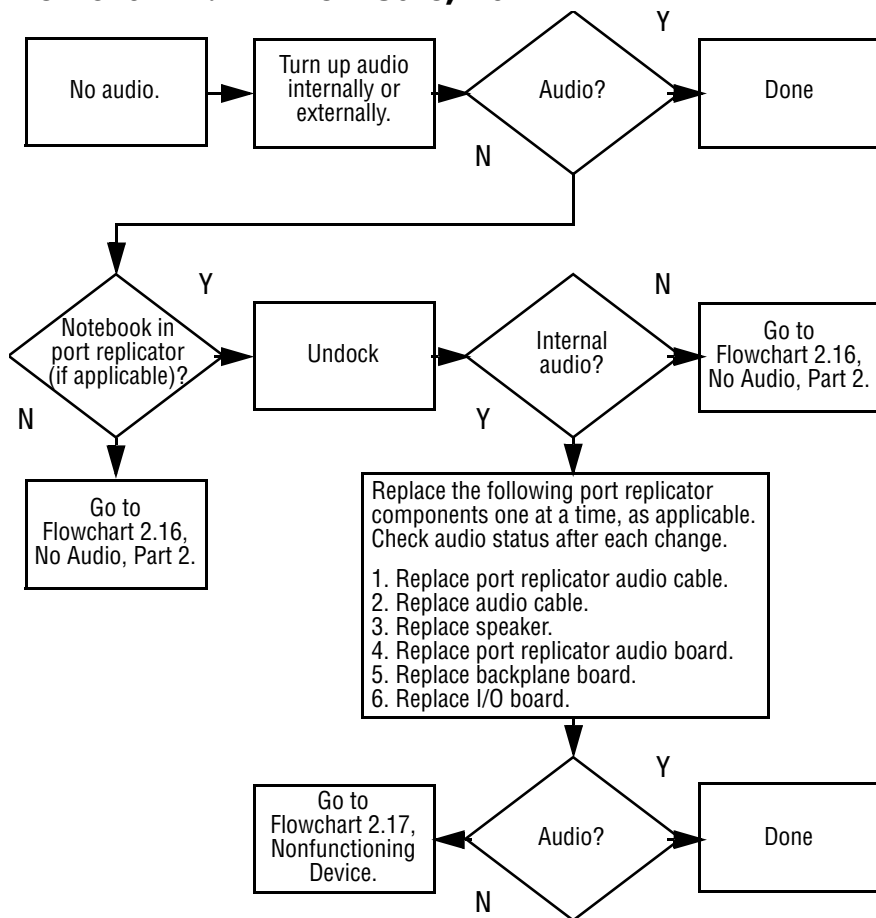 Y
No audio.
Turn up audio
internally or
externally.
Audio?
Done
N
Y
N
Notebook in
port replicator
(if applicable)?
Undock
Internal
audio?
Go to
Flowchart 2.16,
No Audio, Part 2.
N
Y
Go to
Flowchart 2.16,
No Audio, Part 2.
Replace the following port replicator
components one at a time, as applicable.
Check audio status after each change.
1. Replace port replicator audio cable.
2. Replace audio cable.
3. Replace speaker.
4. Replace port replicator audio board.
5. Replace backplane board.
6. Replace I/O board.
Y
Go to
Flowchart 2.17,
Nonfunctioning
Device.
Audio?
Done
N